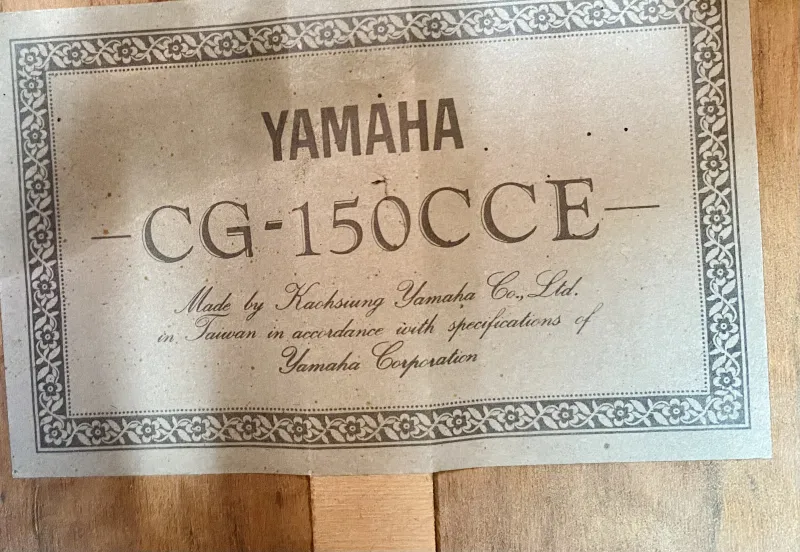 YAMAHA
CG-150CCE
Made by Kaohsiung Yamaha Co., Ltd.
in Taiwan in accordance with specifications of
Yamaha Corporation